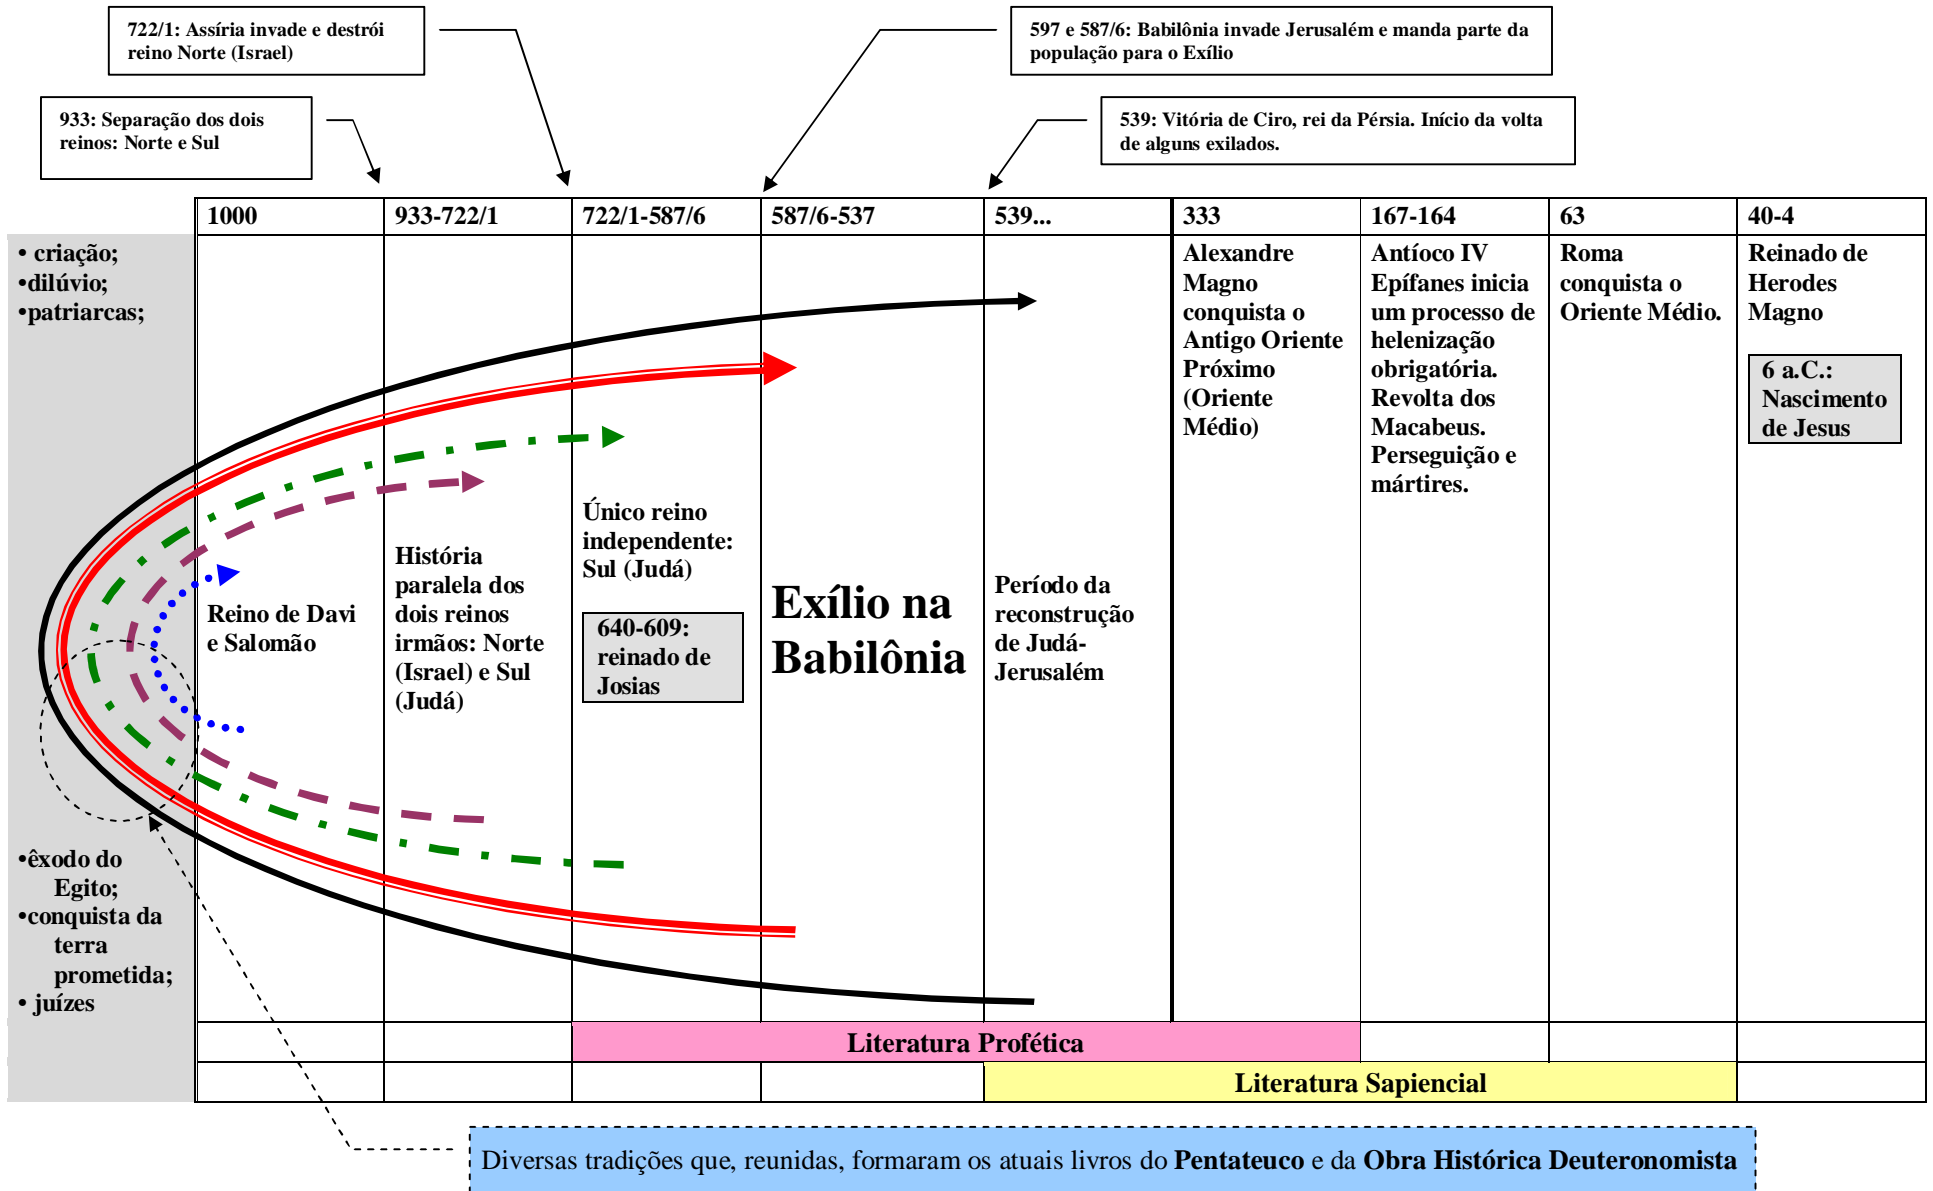 722/1: Assíria invade e destrói
reino Norte (Israel)
597 e 587/6: Babilônia invade Jerusalém e manda parte da
população para o Exílio
933: Separação dos dois
reinos: Norte e Sul
539: Vitória de Ciro, rei da Pérsia. Início da volta
de alguns exilados.
1000
933-722/1
722/1-587/6
587/6-537
539...
333
167-164
63
40-4
• criação;
•dilúvio;
•patriarcas;
•êxodo do
Egito;
•conquista da
terra
prometida;
• juízes
Reino de Davi
e Salomão
História
paralela dos
dois reinos
irmãos: Norte
(Israel) e Sul
(Judá)
Único reino
independente:
Sul (Judá)
640-609:
reinado de
Josias
Exílio na
Babilônia
Período da
reconstrução
de Judá-
Jerusalém
Alexandre
Magno
conquista o
Antigo Oriente
Próximo
(Oriente
Médio)
Antíoco IV
Epífanes inicia
um processo de
helenização
obrigatória.
Revolta dos
Macabeus.
Perseguição e
mártires.
Roma
conquista o
Oriente Médio.
Reinado de
Herodes
Magno
6 a.C.:
Nascimento
de Jesus
Literatura Profética
Literatura Sapiencial
Diversas tradições que, reunidas, formaram os atuais livros do Pentateuco e da Obra Histórica Deuteronomista